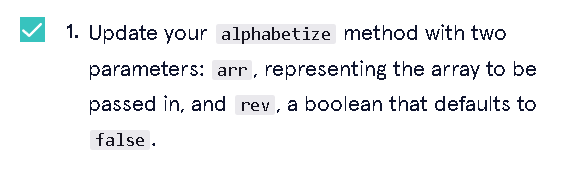 1. Update your alphabetize method with two
parameters: arr, representing the array to be
passed in, and rev, a boolean that defaults to
false.